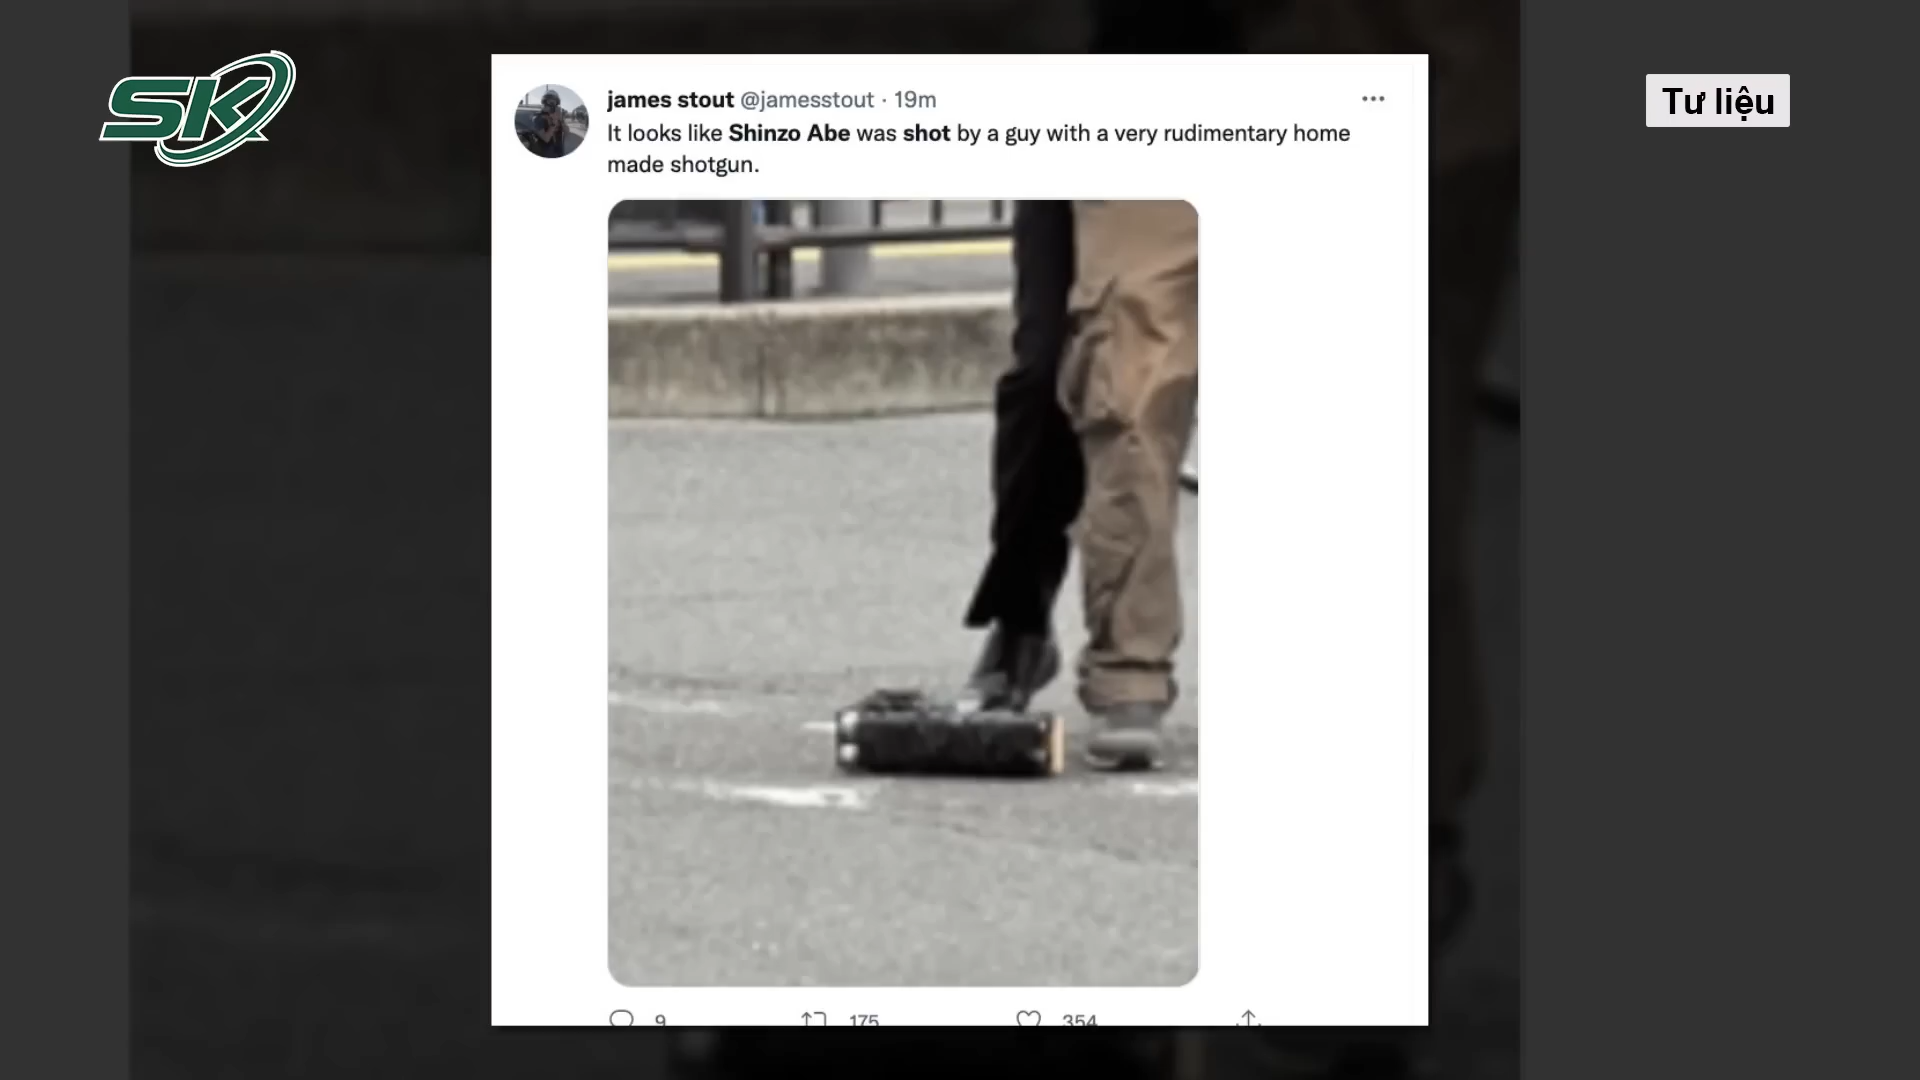 SK
Tư liệu
james stout @jamesstout · 19m
It looks like Shinzo Abe was shot by a guy with a very rudimentary home
made shotgun.
9 175 354